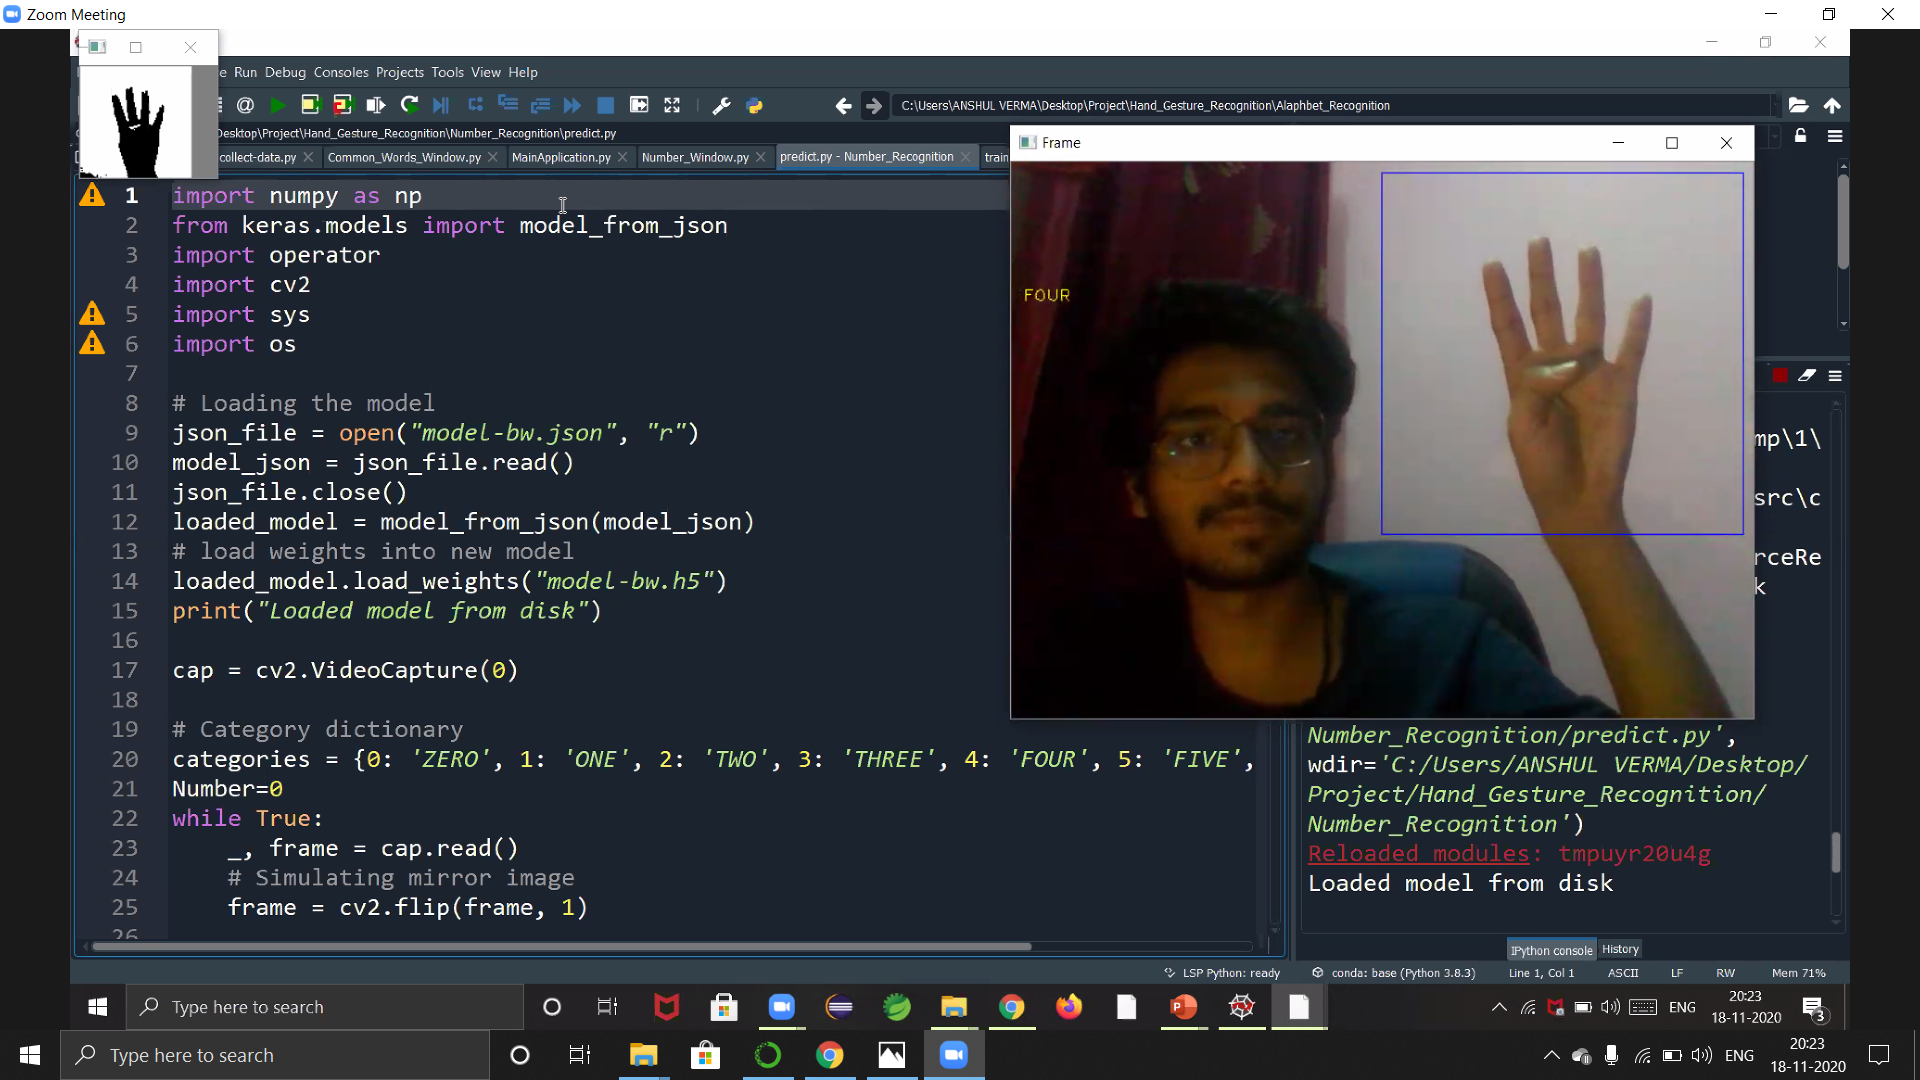 Zoom Meeting
e Run Debug Consoles Projects Tools View Help
C:\Users\ANSHUL VERMA\Desktop\Project\Hand_Gesture_Recognition\Alaphbet_Recognition
Desktop\Project\Hand_Gesture_Recognition\Number_Recognition\predict.py
collect-data.py Common_Words_Window.py MainApplication.py Number_Window.py predict.py - Number_Recognition train
Frame
FOUR
1 import numpy as np
2 from keras.models import model_from_json
3 import operator
4 import cv2
5 import sys
6 import os
7
8 # Loading the model
9 json_file = open("model-bw.json", "r")
10 model_json = json_file.read()
11 json_file.close()
12 loaded_model = model_from_json(model_json)
13 # load weights into new model
14 loaded_model.load_weights("model-bw.h5")
15 print("Loaded model from disk")
16
17 cap = cv2.VideoCapture(0)
18
19 # Category dictionary
20 categories = {0: 'ZERO', 1: 'ONE', 2: 'TWO', 3: 'THREE', 4: 'FOUR', 5: 'FIVE',
21 Number=0
22 while True:
23 _, frame = cap.read()
24 # Simulating mirror image
25 frame = cv2.flip(frame, 1)
26
mp\1\
src\c
rceRe
k
Number_Recognition/predict.py',
wdir='C:/Users/ANSHUL VERMA/Desktop/
Project/Hand_Gesture_Recognition/
Number_Recognition')
Reloaded modules: tmpuyr20u4g
Loaded model from disk
IPython console History
LSP Python: ready conda: base (Python 3.8.3) Line 1, Col 1 ASCII LF RW Mem 71%
Type here to search
ENG
20:23
18-11-2020
3
Type here to search
ENG
20:23
18-11-2020